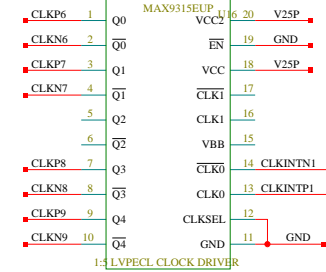 MAX9315EUP U16
CLKP6 1 Q0 VCC2 20 V25P
CLKN6 2 Q0 EN 19 GND
CLKP7 3 Q1 VCC 18 V25P
CLKN7 4 Q1 CLK1 17
5 Q2 CLK1 16
6 Q2 VBB 15
CLKP8 7 Q3 CLK0 14 CLKINTN1
CLKN8 8 Q3 CLK0 13 CLKINTP1
CLKP9 9 Q4 CLKSEL 12
CLKN9 10 Q4 GND 11 GND
1:5 LVPECL CLOCK DRIVER